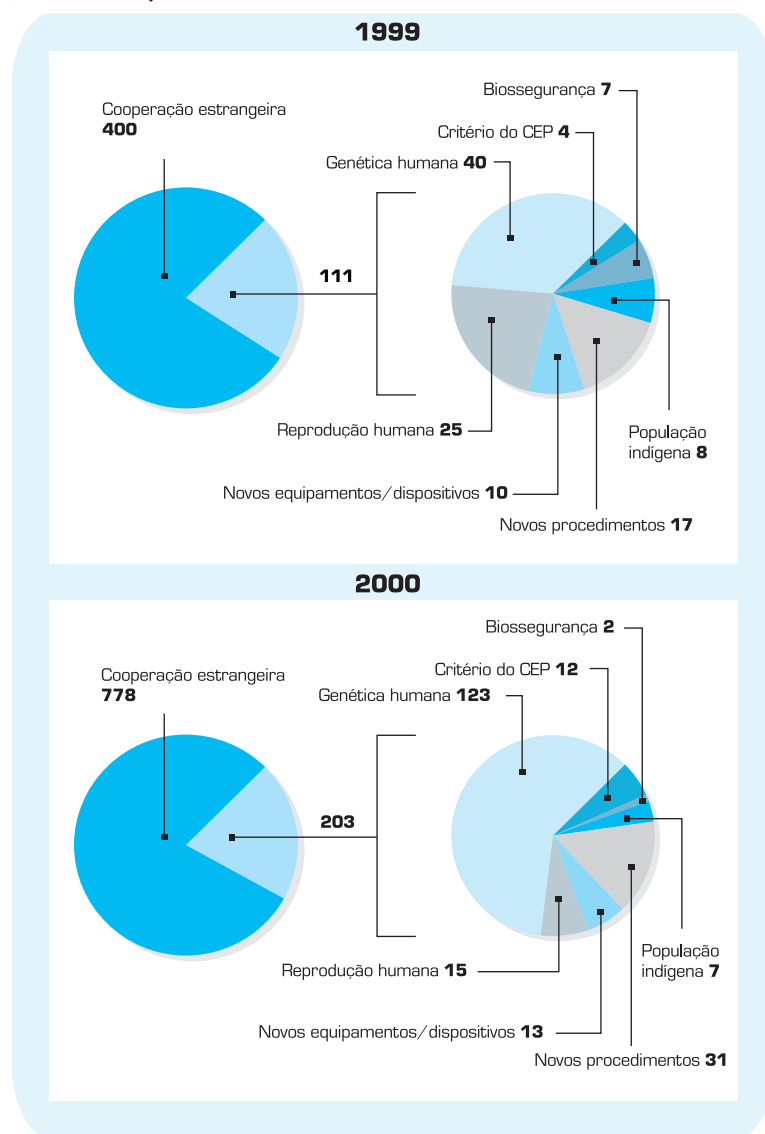 1999
Biossegurança 7
Cooperação estrangeira
400
Critério do CEP 4
Genética humana 40
111
Reprodução humana 25
População
indígena 8
Novos equipamentos/dispositivos 10
Novos procedimentos 17
2000
Biossegurança 2
Cooperação estrangeira
778
Critério do CEP 12
Genética humana 123
203
População
indígena 7
Reprodução humana 15
Novos equipamentos/dispositivos 13
Novos procedimentos 31